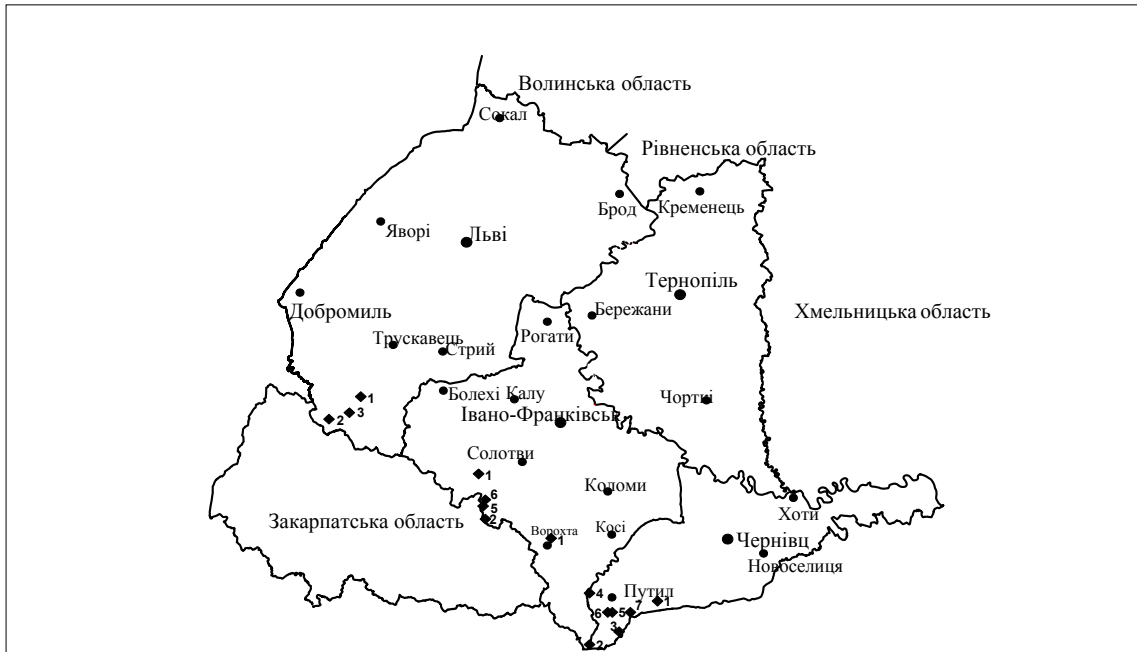 Волинська область
Сокал
Рівненська область
Брод
Кременець
Яворі
Льві
Тернопіль
Добромиль
Бережани
Хмельницька область
Рогати
Трускавець
Стрий
Болехі
Калу
Чорткі
1
3
2
Івано-Франківськ
Солотви
1
6
5
2
Коломи
Хоти
Закарпатська область
Ворохта
1
Косі
Чернівц
Новоселиця
4
Путил
6
5
7
1
3
2